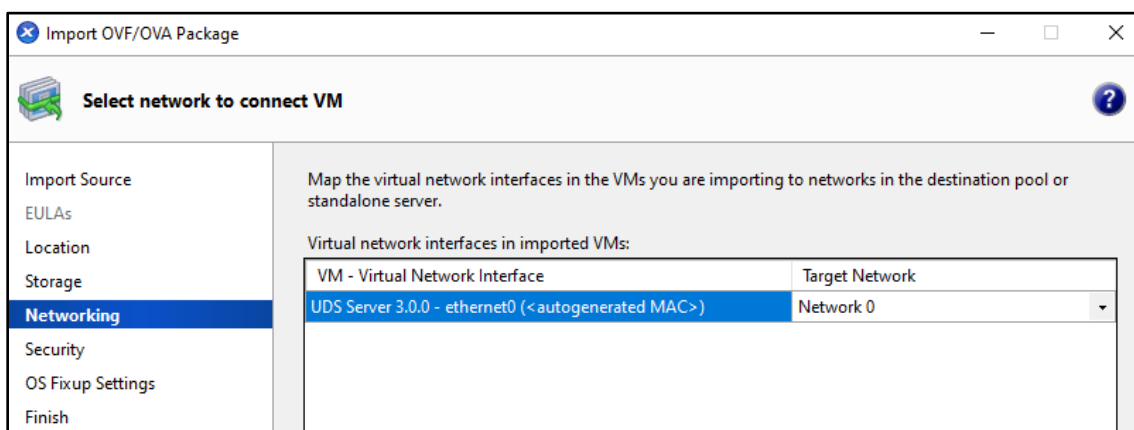 Import OVF/OVA Package
Select network to connect VM
?
Import Source
EULAs
Location
Storage
Networking
Security
OS Fixup Settings
Finish
Map the virtual network interfaces in the VMs you are importing to networks in the destination pool or
standalone server.
Virtual network interfaces in imported VMs:
VM - Virtual Network Interface Target Network
UDS Server 3.0.0 - ethernet0 (<autogenerated MAC>) Network 0